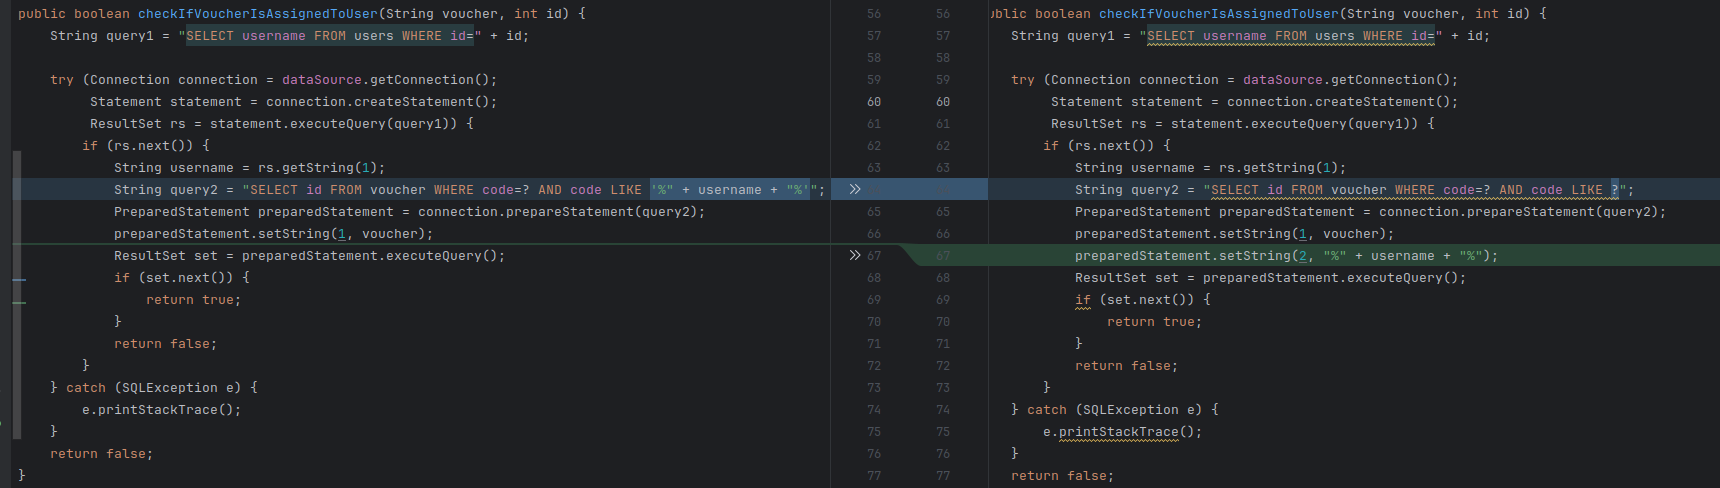 public boolean checkIfVoucherIsAssignedToUser(String voucher, int id) {
    String query1 = "SELECT username FROM users WHERE id=" + id;

    try (Connection connection = dataSource.getConnection();
         Statement statement = connection.createStatement();
         ResultSet rs = statement.executeQuery(query1)) {
        if (rs.next()) {
            String username = rs.getString(1);
            String query2 = "SELECT id FROM voucher WHERE code=? AND code LIKE '%" + username + "%'";
            PreparedStatement preparedStatement = connection.prepareStatement(query2);
            preparedStatement.setString(1, voucher);
            ResultSet set = preparedStatement.executeQuery();
            if (set.next()) {
                return true;
            }
            return false;
        }
    } catch (SQLException e) {
        e.printStackTrace();
    }
    return false;
}
56 56
57 57
58 58
59 59
60 60
61 61
62 62
63 63
65 65
66 66
67 67
68 68
69 69
70 70
71 71
72 72
73 73
74 74
75 75
76 76
77 77
ublic boolean checkIfVoucherIsAssignedToUser(String voucher, int id) {
    String query1 = "SELECT username FROM users WHERE id=" + id;

    try (Connection connection = dataSource.getConnection();
         Statement statement = connection.createStatement();
         ResultSet rs = statement.executeQuery(query1)) {
        if (rs.next()) {
            String username = rs.getString(1);
            String query2 = "SELECT id FROM voucher WHERE code=? AND code LIKE ?";
            PreparedStatement preparedStatement = connection.prepareStatement(query2);
            preparedStatement.setString(1, voucher);
            preparedStatement.setString(2, "%" + username + "%");
            ResultSet set = preparedStatement.executeQuery();
            if (set.next()) {
                return true;
            }
            return false;
        }
    } catch (SQLException e) {
        e.printStackTrace();
    }
    return false;